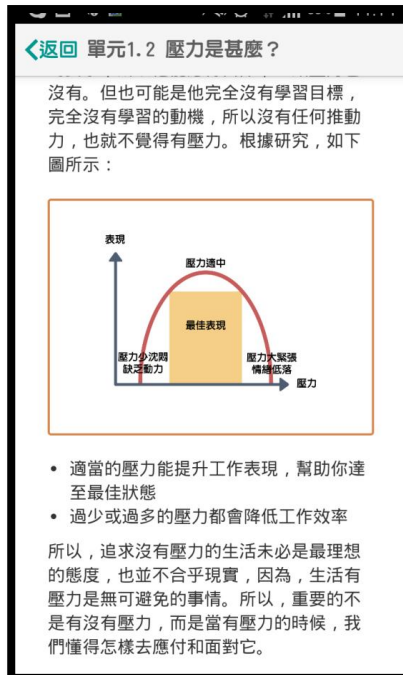 返回 單元1.2 壓力是甚麼？
沒有。但也可能是他完全沒有學習目標，
完全沒有學習的動機，所以沒有任何推動
力，也就不覺得有壓力。根據研究，如下
圖所示：
表現
壓力適中
最佳表現
壓力少沈悶
缺乏動力
壓力大緊張
情緒低落
壓力
• 適當的壓力能提升工作表現，幫助你達
至最佳狀態
• 過少或過多的壓力都會降低工作效率
所以，追求沒有壓力的生活未必是最理想
的態度，也並不合乎現實，因為，生活有
壓力是無可避免的事情。所以，重要的不
是有沒有壓力，而是當有壓力的時候，我
們懂得怎樣去應付和面對它。